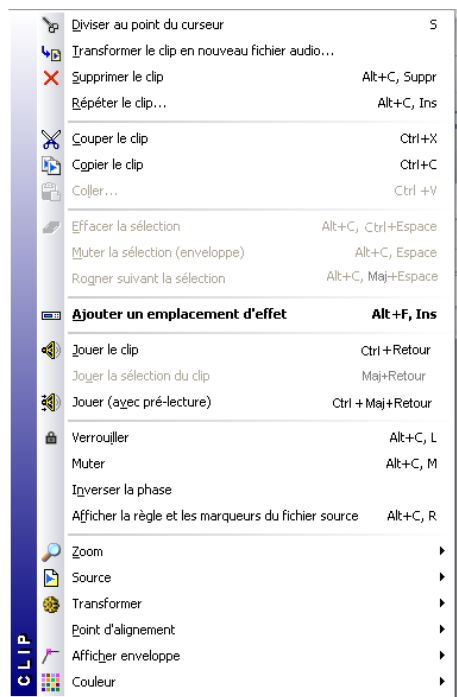 Diviser au point du curseur S
Transformer le clip en nouveau fichier audio...
Supprimer le clip Alt+C, Suppr
Répéter le clip... Alt+C, Ins
Couper le clip Ctrl+X
Copier le clip Ctrl+C
Coller... Ctrl +V
Effacer la sélection Alt+C, Ctrl+Espace
Muter la sélection (enveloppe) Alt+C, Espace
Rogner suivant la sélection Alt+C, Maj+Espace
Ajouter un emplacement d'effet Alt+F, Ins
Jouer le clip Ctrl +Retour
Jouer la sélection du clip Maj+Retour
Jouer (avec pré-lecture) Ctrl +Maj+Retour
Verrouiller Alt+C, L
Muter Alt+C, M
Inverser la phase
Afficher la règle et les marqueurs du fichier source Alt+C, R
Zoom
Source
Transformer
Point d'alignement
Afficher enveloppe
Couleur
CLIP